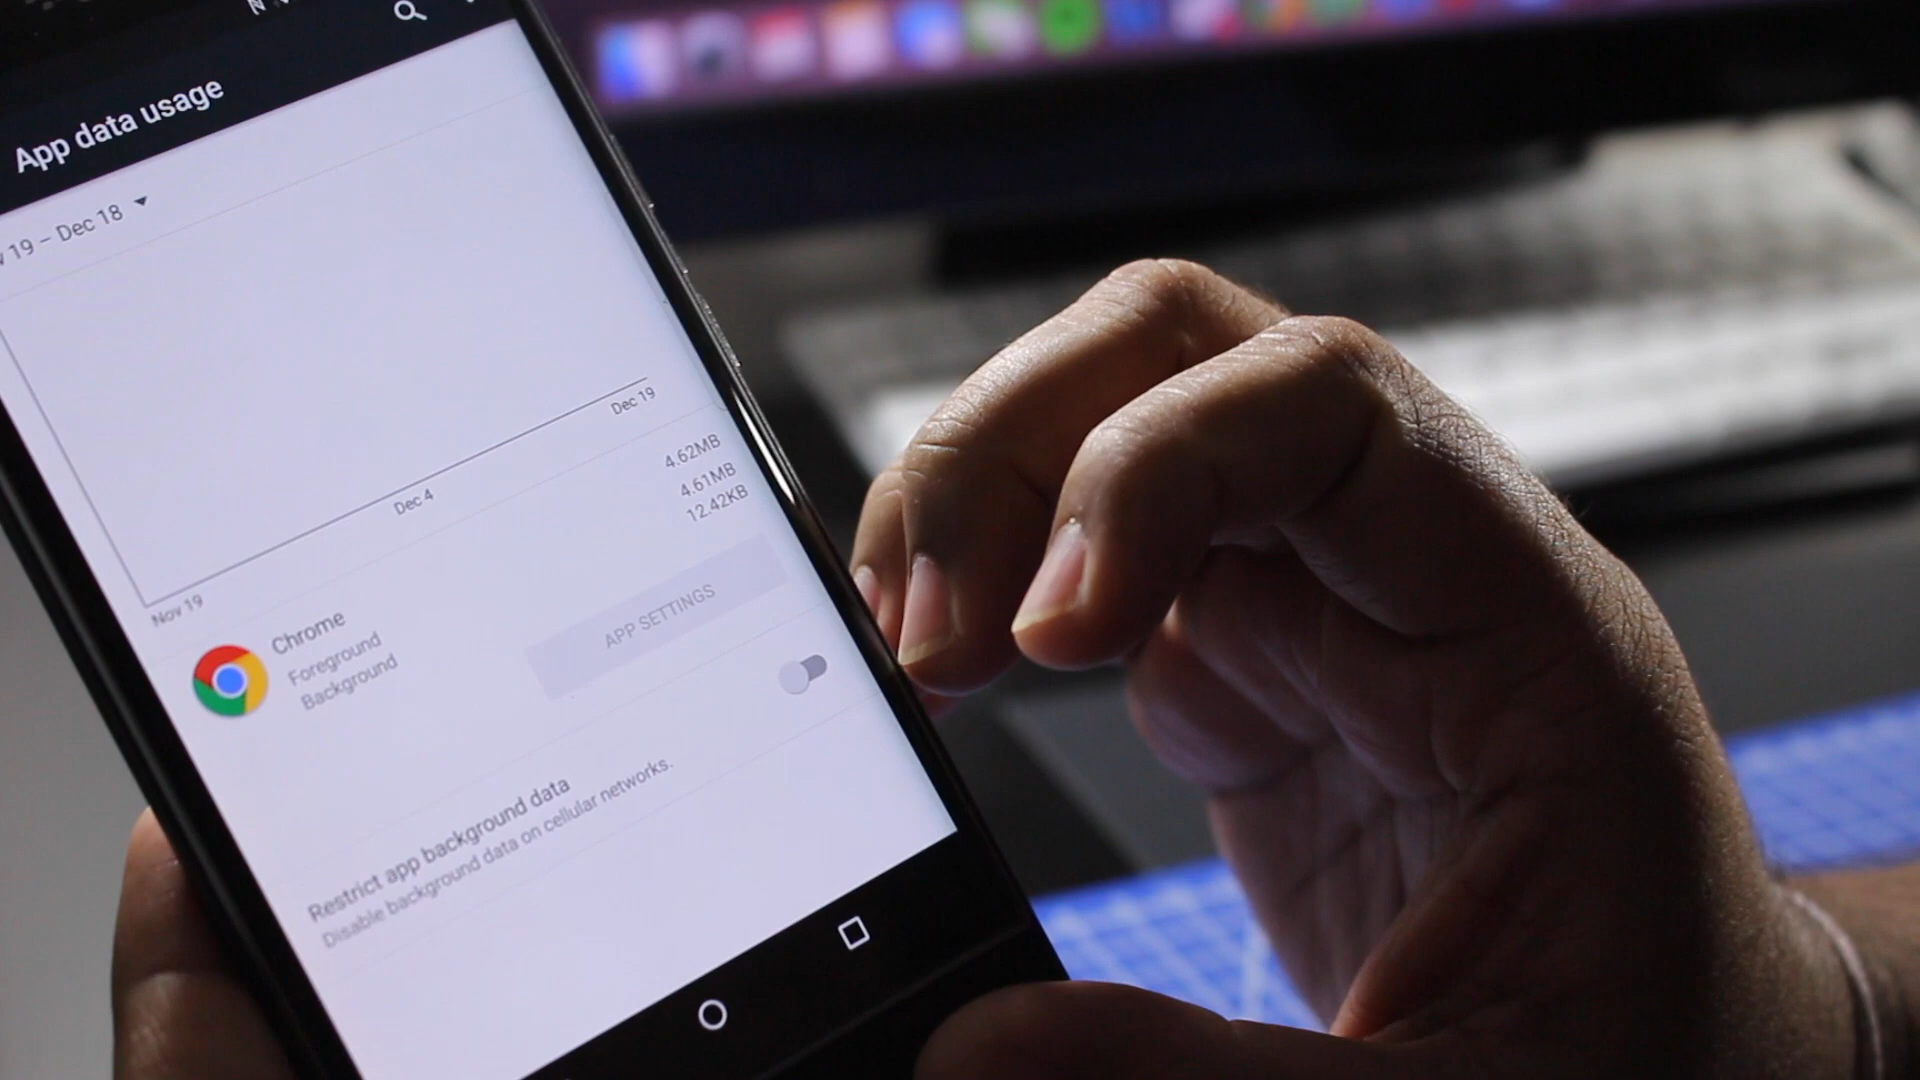 App data usage
19 – Dec 18
Dec 19
Dec 4
Nov 19
4.62MB
4.61MB
12.42KB
Chrome
Foreground
Background
APP SETTINGS
Restrict app background data
Disable background data on cellular networks.